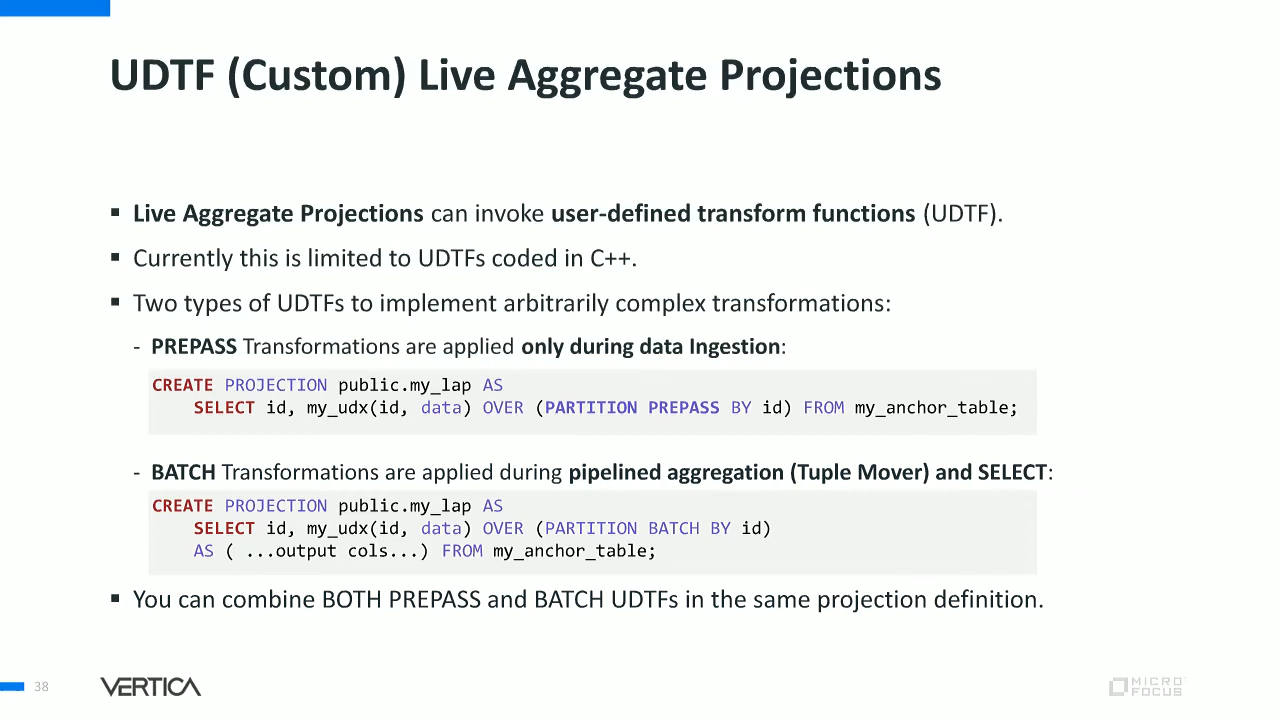 UDTF (Custom) Live Aggregate Projections
▪ Live Aggregate Projections can invoke user-defined transform functions (UDTF).
▪ Currently this is limited to UDTFs coded in C++.
▪ Two types of UDTFs to implement arbitrarily complex transformations:
- PREPASS Transformations are applied only during data Ingestion:
CREATE PROJECTION public.my_lap AS
SELECT id, my_udx(id, data) OVER (PARTITION PREPASS BY id) FROM my_anchor_table;
- BATCH Transformations are applied during pipelined aggregation (Tuple Mover) and SELECT:
CREATE PROJECTION public.my_lap AS
SELECT id, my_udx(id, data) OVER (PARTITION BATCH BY id)
AS ( ...output cols...) FROM my_anchor_table;
▪ You can combine BOTH PREPASS and BATCH UDTFs in the same projection definition.
38
VERTICA
MICRO
FOCUS